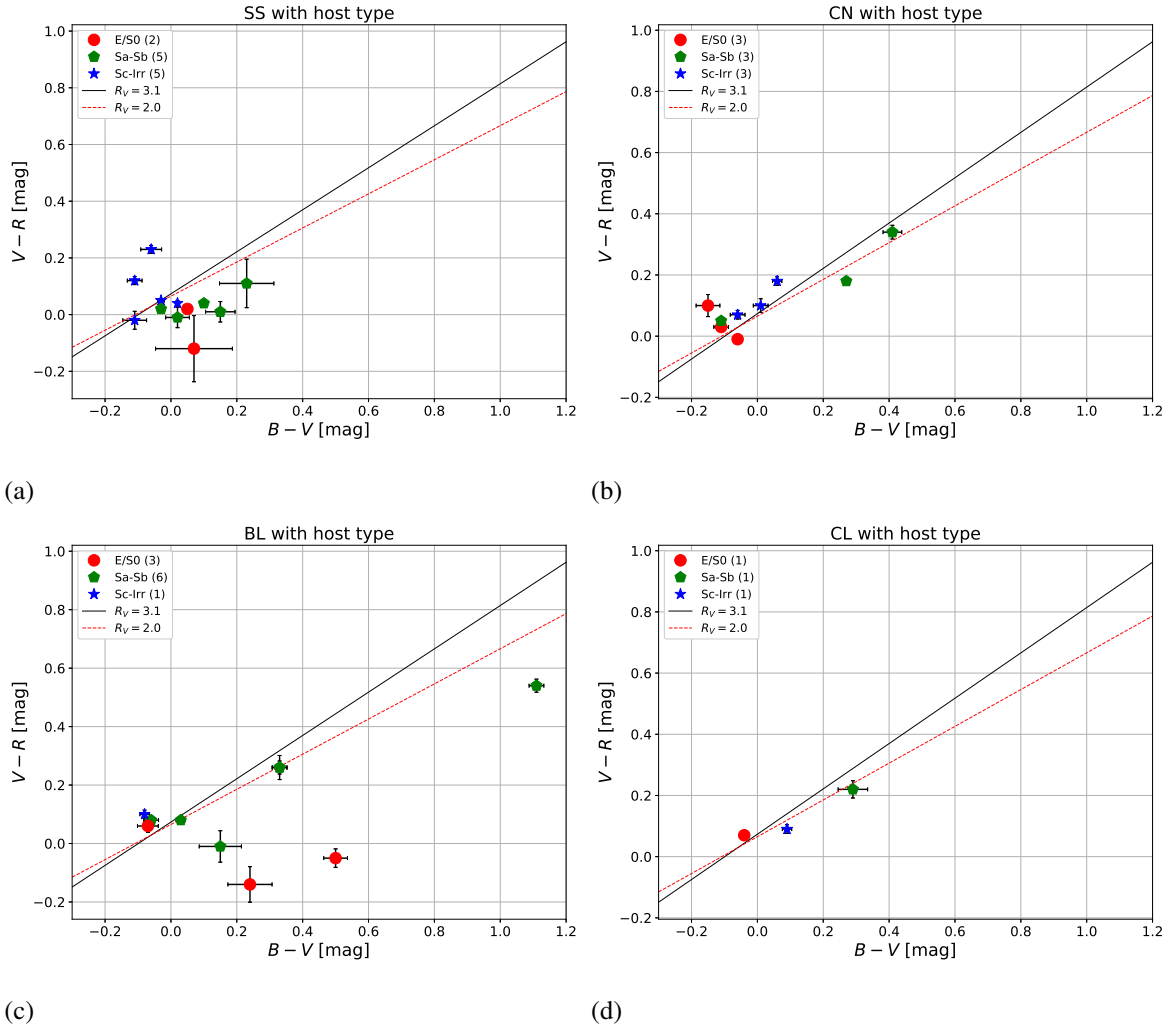 SS with host type
E/S0 (2)
Sa-Sb (5)
Sc-Irr (5)
R_V = 3.1
R_V = 2.0
1.0
0.8
0.6
0.4
0.2
0.0
−0.2
V − R [mag]
−0.2 0.0 0.2 0.4 0.6 0.8 1.0 1.2
B − V [mag]
(a)
CN with host type
E/S0 (3)
Sa-Sb (3)
Sc-Irr (3)
R_V = 3.1
R_V = 2.0
1.0
0.8
0.6
0.4
0.2
0.0
−0.2
V − R [mag]
−0.2 0.0 0.2 0.4 0.6 0.8 1.0 1.2
B − V [mag]
(b)
BL with host type
E/S0 (3)
Sa-Sb (6)
Sc-Irr (1)
R_V = 3.1
R_V = 2.0
1.0
0.8
0.6
0.4
0.2
0.0
−0.2
V − R [mag]
−0.2 0.0 0.2 0.4 0.6 0.8 1.0 1.2
B − V [mag]
(c)
CL with host type
E/S0 (1)
Sa-Sb (1)
Sc-Irr (1)
R_V = 3.1
R_V = 2.0
1.0
0.8
0.6
0.4
0.2
0.0
−0.2
V − R [mag]
−0.2 0.0 0.2 0.4 0.6 0.8 1.0 1.2
B − V [mag]
(d)